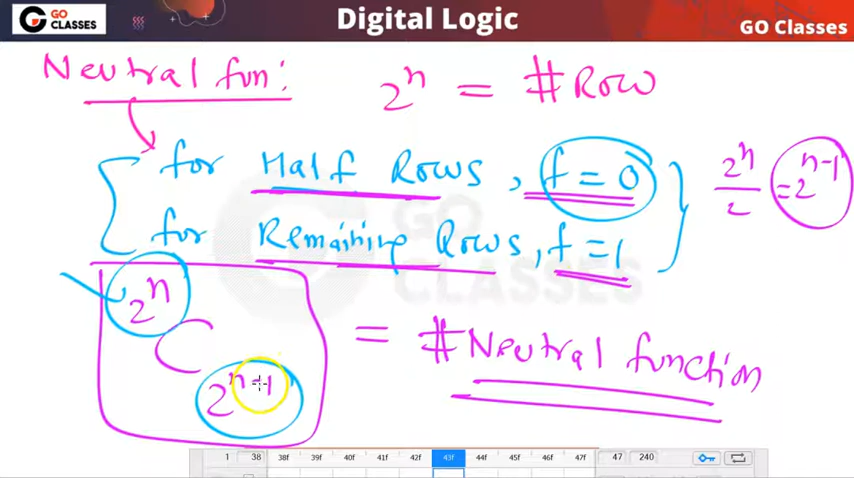 GO
CLASSES
Digital Logic
GO Classes
Neutral fun: 2^n = #Row
for Half Rows, f = 0
for Remaining Rows, f = 1
2^n/2 = 2^n-1
2^n C 2^n-1 = #Neutral function
GO
CLASSES
1 38 38f 39f 40f 41f 42f 43f 44f 45f 46f 47f 47 240